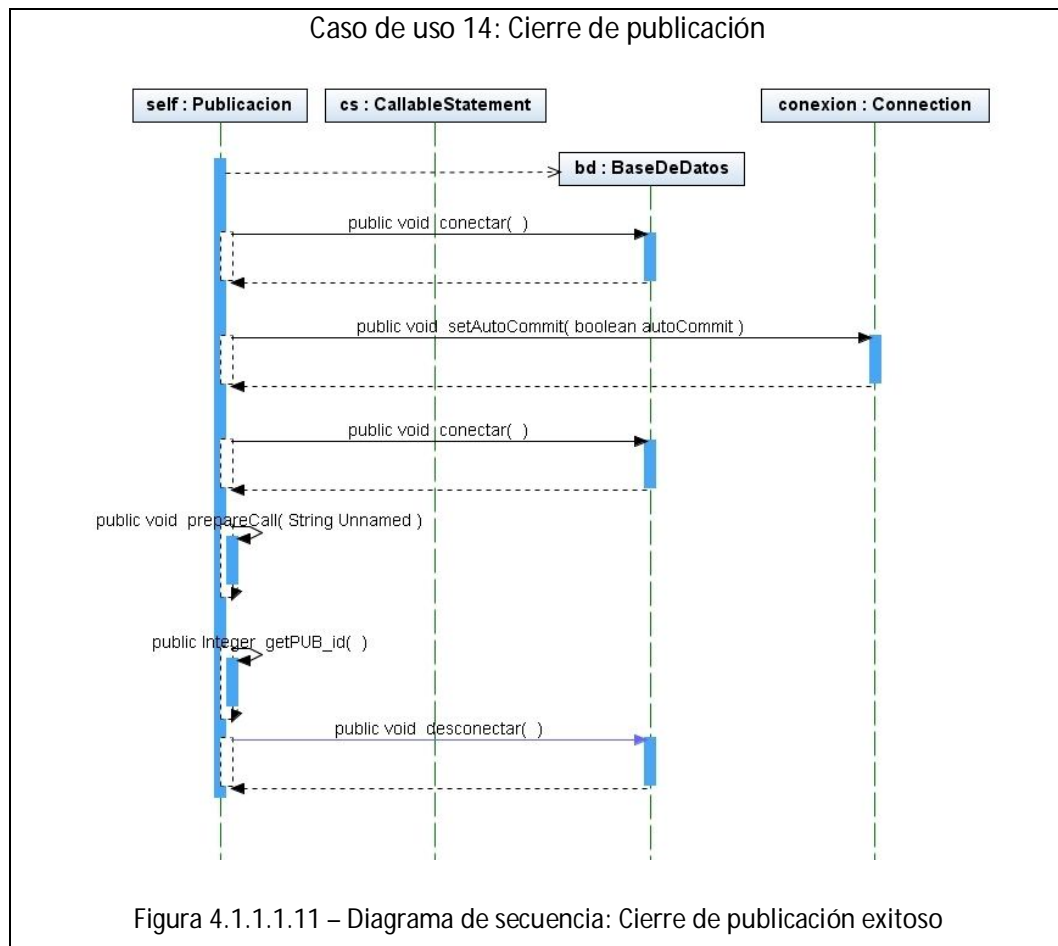 Caso de uso 14: Cierre de publicación
self : Publicacion
cs : CallableStatement
conexion : Connection
bd : BaseDeDatos
public void conectar( )
public void setAutoCommit( boolean autoCommit )
public void conectar( )
public void prepareCall( String Unnamed )
public Integer getPUB_id( )
public void desconectar( )
Figura 4.1.1.1.11 – Diagrama de secuencia: Cierre de publicación exitoso